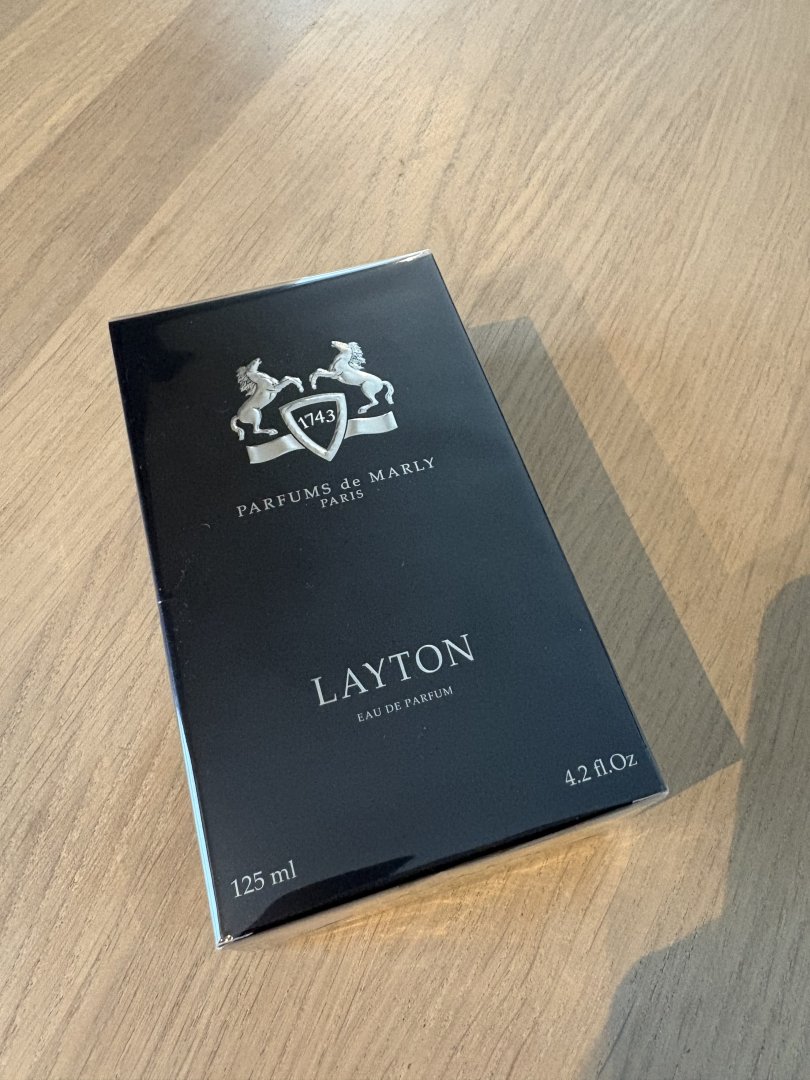 1743
PARFUMS de MARLY
PARIS
LAYTON
EAU DE PARFUM
4.2 fl.Oz
125 ml